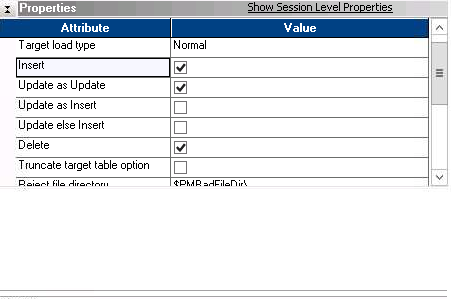 Properties Show Session Level Properties
Attribute Value
Target load type Normal
Insert
Update as Update
Update as Insert
Update else Insert
Delete
Truncate target table option
Reject file directory $PMBadFileDir\